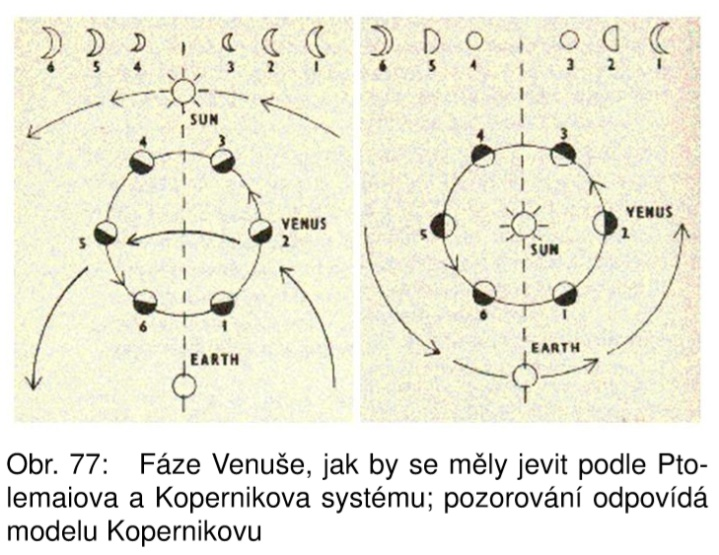 6 5 4 3 2 1
SUN
4 3
5 VENUS
2
6 1
EARTH
6 5 4 3 2 1
4 3
5 VENUS
2
SUN
6 1
EARTH
Obr. 77: Fáze Venuše, jak by se měly jevit podle Pto-
lemaiova a Kopernikova systému; pozorování odpovídá
modelu Kopernikovu